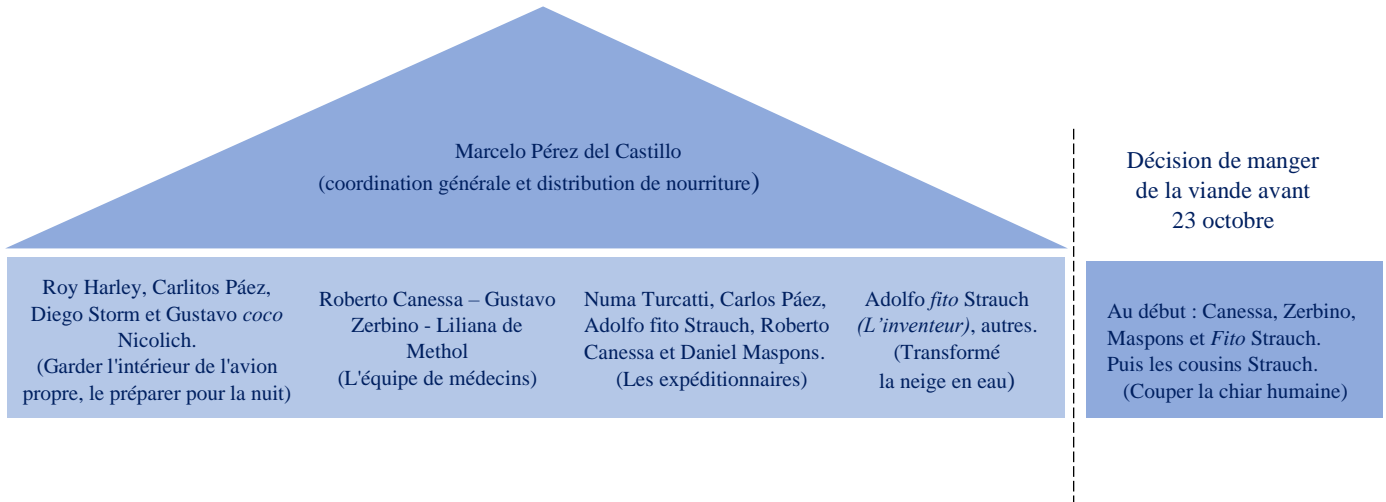 Marcelo Pérez del Castillo
(coordination générale et distribution de nourriture)
Décision de manger
de la viande avant
23 octobre
Roy Harley, Carlitos Páez,
Diego Storm et Gustavo coco
Nicolich.
(Garder l'intérieur de l'avion
propre, le préparer pour la nuit)
Roberto Canessa – Gustavo
Zerbino - Liliana de
Methol
(L'équipe de médecins)
Numa Turcatti, Carlos Páez,
Adolfo fito Strauch, Roberto
Canessa et Daniel Maspons.
(Les expéditionnaires)
Adolfo fito Strauch
(L’inventeur), autres.
(Transformé
la neige en eau)
Au début : Canessa, Zerbino,
Maspons et Fito Strauch.
Puis les cousins Strauch.
(Couper la chiar humaine)